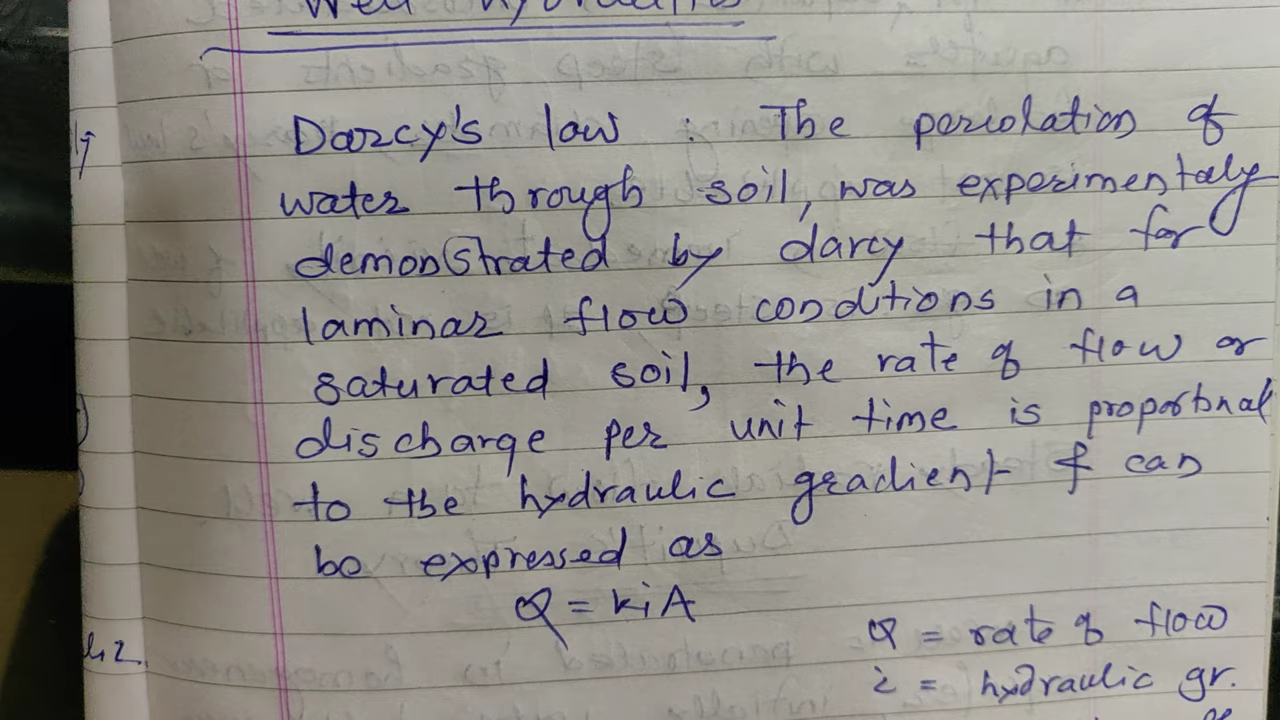 Well hydraulics
Darcy's law : The percolation of
water through soil, was experimentaly
demonstrated by darcy that for
laminar flow conditions in a
saturated soil, the rate of flow or
discharge per unit time is proportnal
to the hydraulic gradient & can
be expressed as
Q = kiA
Q = rate of flow
i = hydraulic gr.